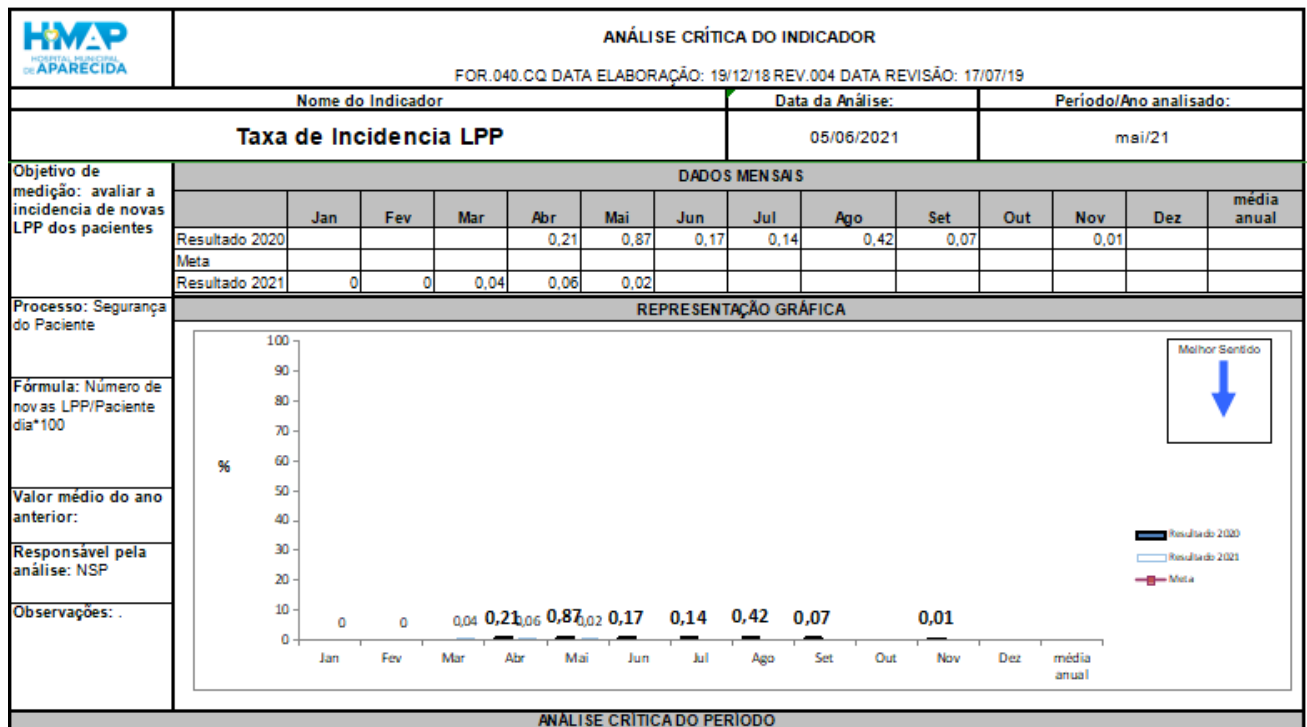 HMAP
HOSPITAL MUNICIPAL
DE APARECIDA
ANÁLISE CRÍTICA DO INDICADOR
FOR.040.CQ DATA ELABORAÇÃO: 19/12/18 REV.004 DATA REVISÃO: 17/07/19
Nome do Indicador Data da Análise: Período/Ano analisado:
Taxa de Incidencia LPP 05/06/2021 mai/21
Objetivo de
medição: avaliar a
incidencia de novas
LPP dos pacientes
DADOS MENSAIS
Jan Fev Mar Abr Mai Jun Jul Ago Set Out Nov Dez média anual
Resultado 2020 0,21 0,87 0,17 0,14 0,42 0,07 0,01
Meta
Resultado 2021 0 0 0,04 0,06 0,02
Processo: Segurança
do Paciente
Fórmula: Número de
novas LPP/Paciente
dia*100
Valor médio do ano
anterior:
Responsável pela
análise: NSP
Observações: .
REPRESENTAÇÃO GRÁFICA
Melhor Sentido
100
90
80
70
60
50
40
30
20
10
0
%
0 0 0,04 0,21 0,06 0,87 0,02 0,17 0,14 0,42 0,07 0,01
Jan Fev Mar Abr Mai Jun Jul Ago Set Out Nov Dez média
anual
Resultado 2020
Resultado 2021
Meta
ANÁLISE CRÍTICA DO PERÍODO